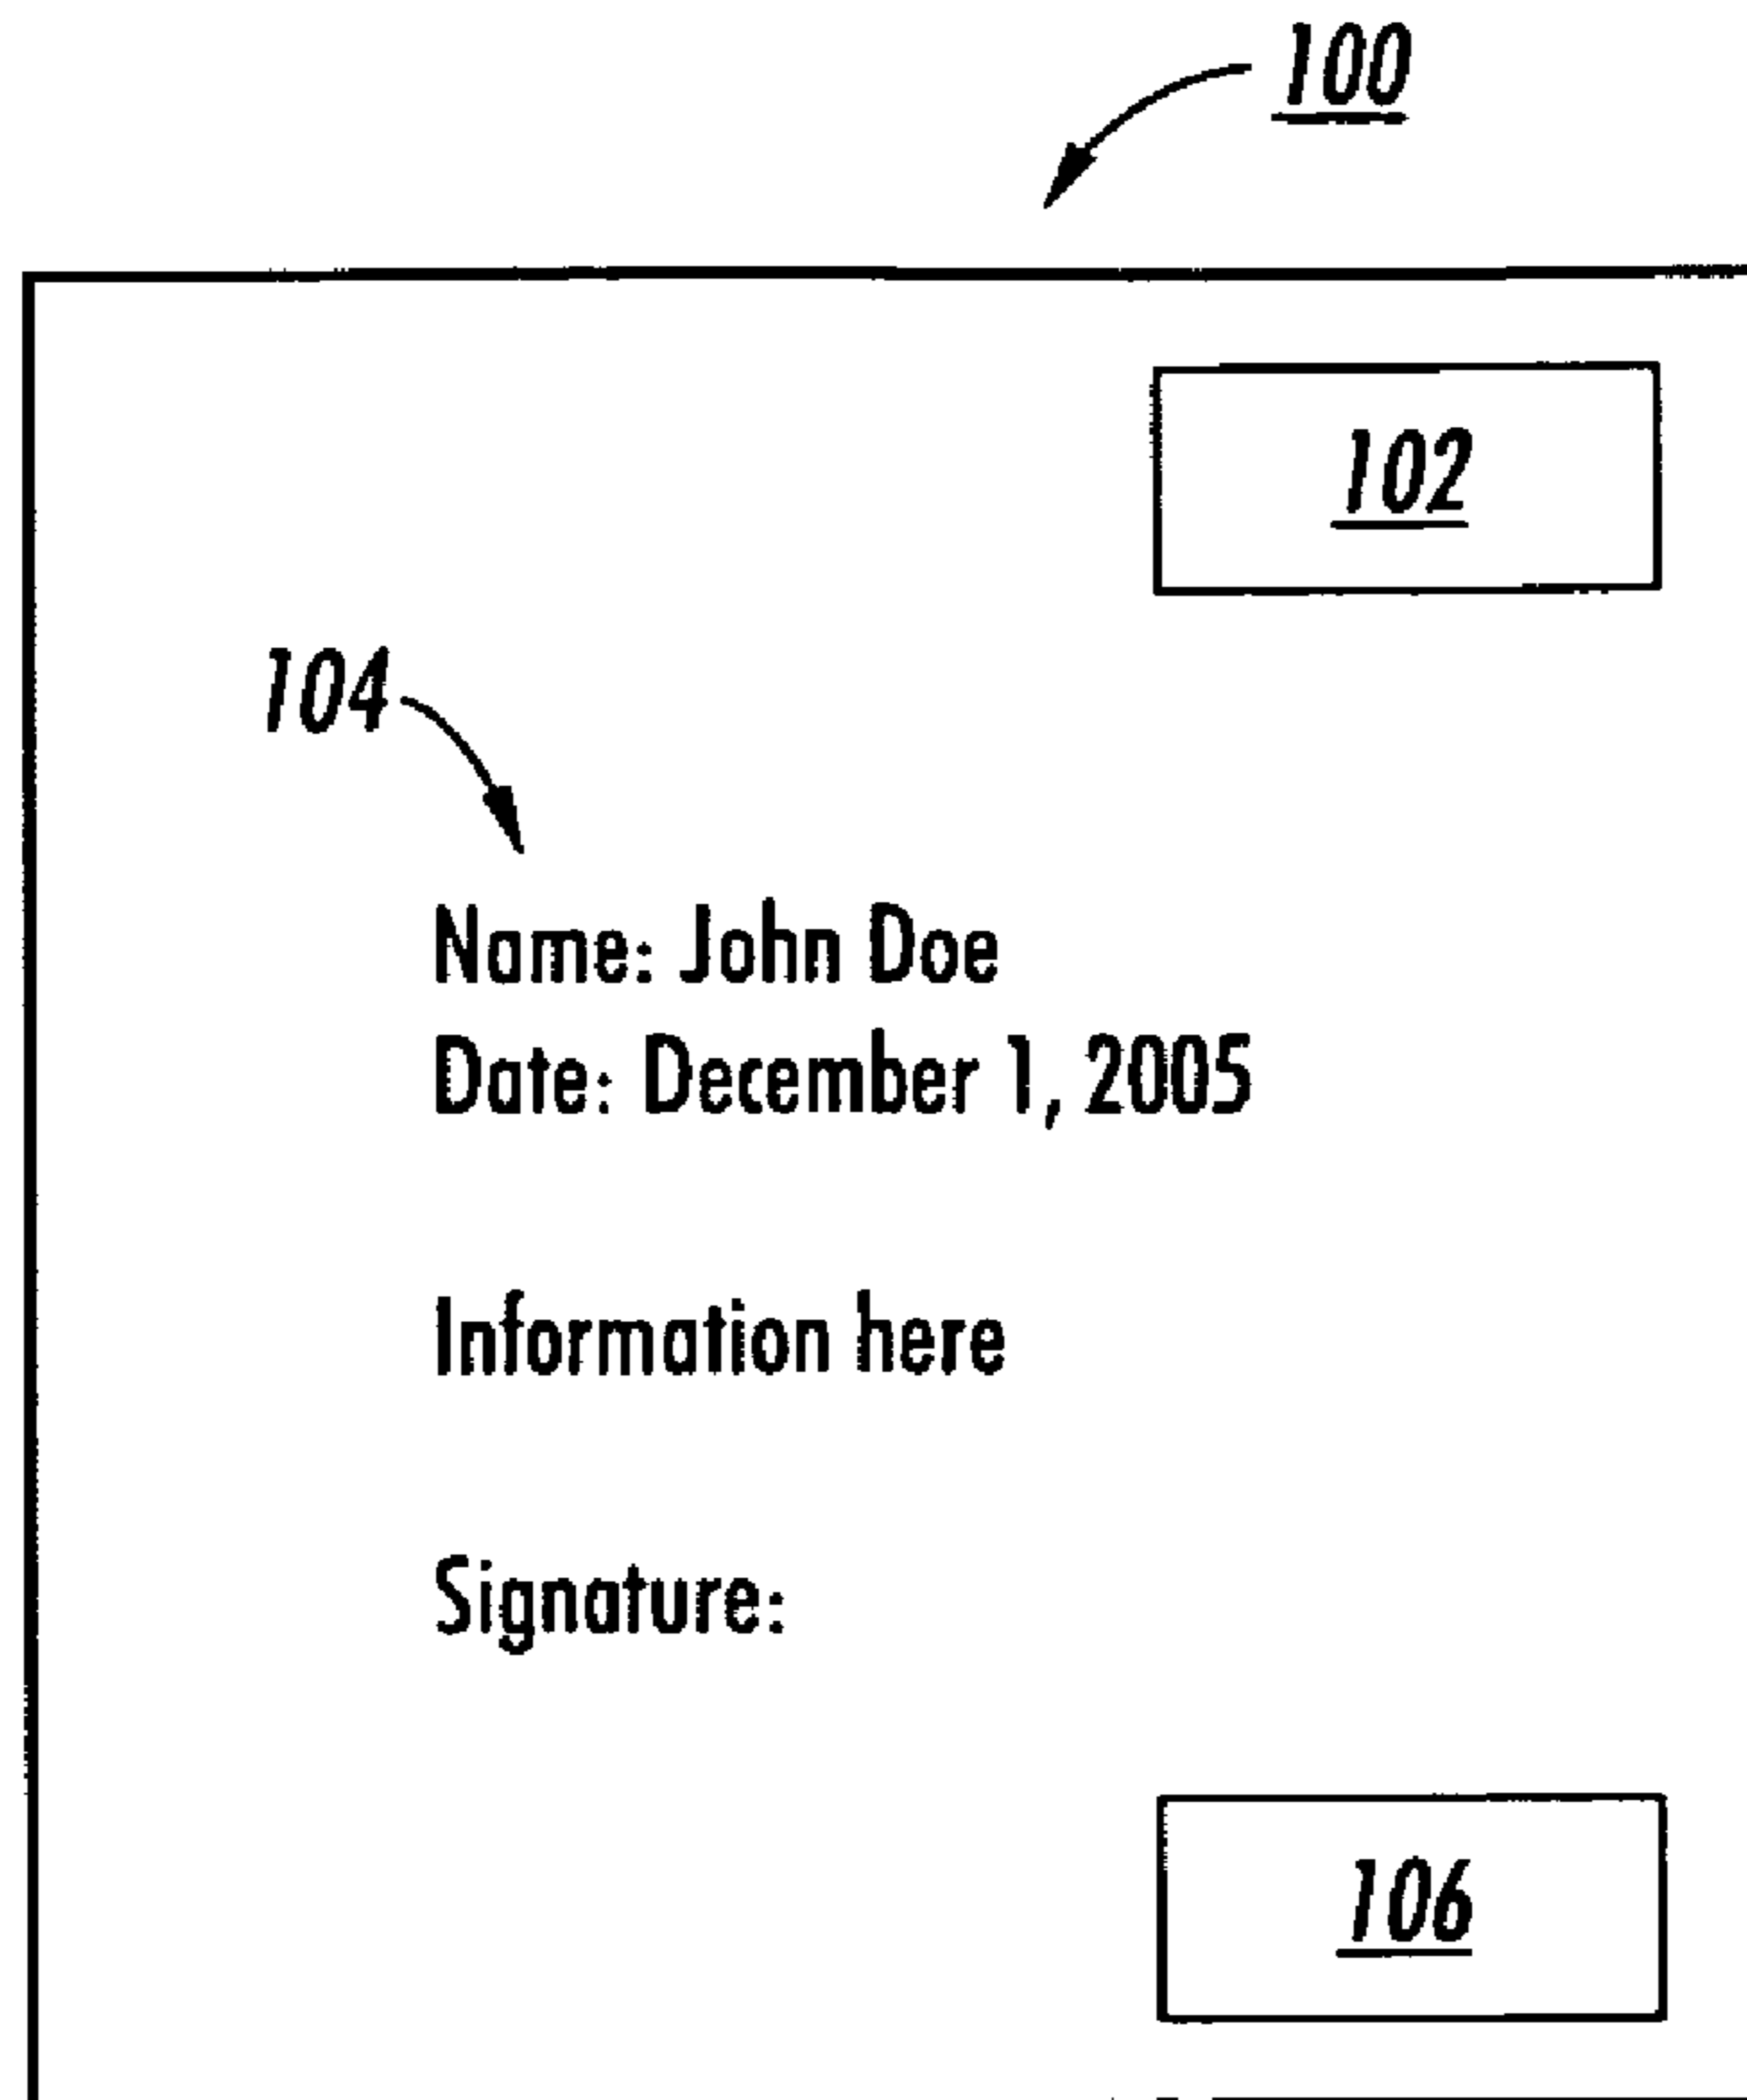 100
102
104
Name: John Doe
Date: December 1, 2005
Information here
Signature:
106